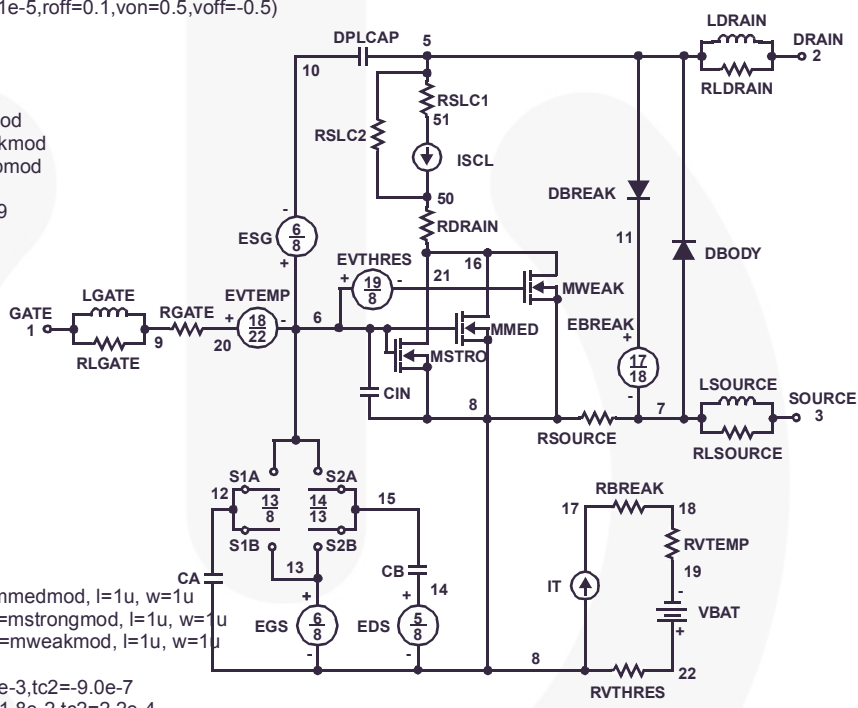 1e-5,roff=0.1,von=0.5,voff=-0.5)
LDRAIN
DPLCAP 5 DRAIN
10 2
RLDRAIN
RSLC1
51
RSLC2
ISCL
50
DBREAK
RDRAIN
ESG 6 8
11
DBODY
EVTHRES
16
21
19 8
MWEAK
LGATE
EVTEMP
GATE
1
RGATE
18 22
6
MMED
EBREAK
9
20
MSTRO
RLGATE
17 18
LSOURCE
CIN
SOURCE
8
7
3
RSOURCE
RLSOURCE
S1A
S2A
12
13 8
14 13
15
RBREAK
17
18
S1B
S2B
RVTEMP
13
CA
CB
19
IT
14
VBAT
EGS 6 8
EDS 5 8
8
22
RVTHRES
od
kmod
omod
9
mmedmod, l=1u, w=1u
=mstrongmod, l=1u, w=1u
=mweakmod, l=1u, w=1u
e-3,tc2=-9.0e-7